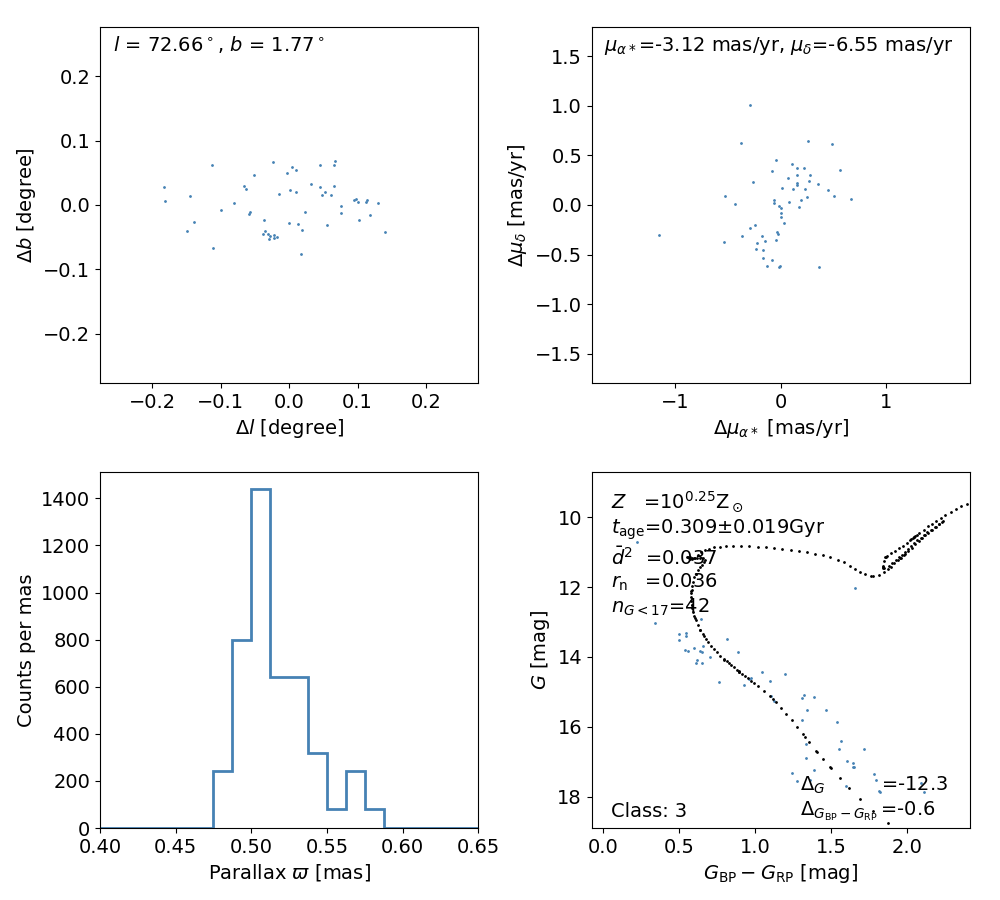 l = 72.66°, b = 1.77°
0.2
0.1
0.0
−0.1
−0.2
Δb [degree]
−0.2 −0.1 0.0 0.1 0.2
Δl [degree]
μα∗=-3.12 mas/yr, μδ=-6.55 mas/yr
1.5
1.0
0.5
0.0
−0.5
−1.0
−1.5
Δμδ [mas/yr]
−1 0 1
Δμα∗ [mas/yr]
1400
1200
1000
800
600
400
200
0
Counts per mas
0.40 0.45 0.50 0.55 0.60 0.65
Parallax ϖ [mas]
Z =10^0.25 Z⊙
t_age=0.309±0.019Gyr
d̄² =0.037
r_n =0.036
n_G<17=42
Δ_G =-12.3
Δ_GBP−GRP =-0.6
Class: 3
10
12
14
16
18
G [mag]
0.0 0.5 1.0 1.5 2.0
G_BP − G_RP [mag]